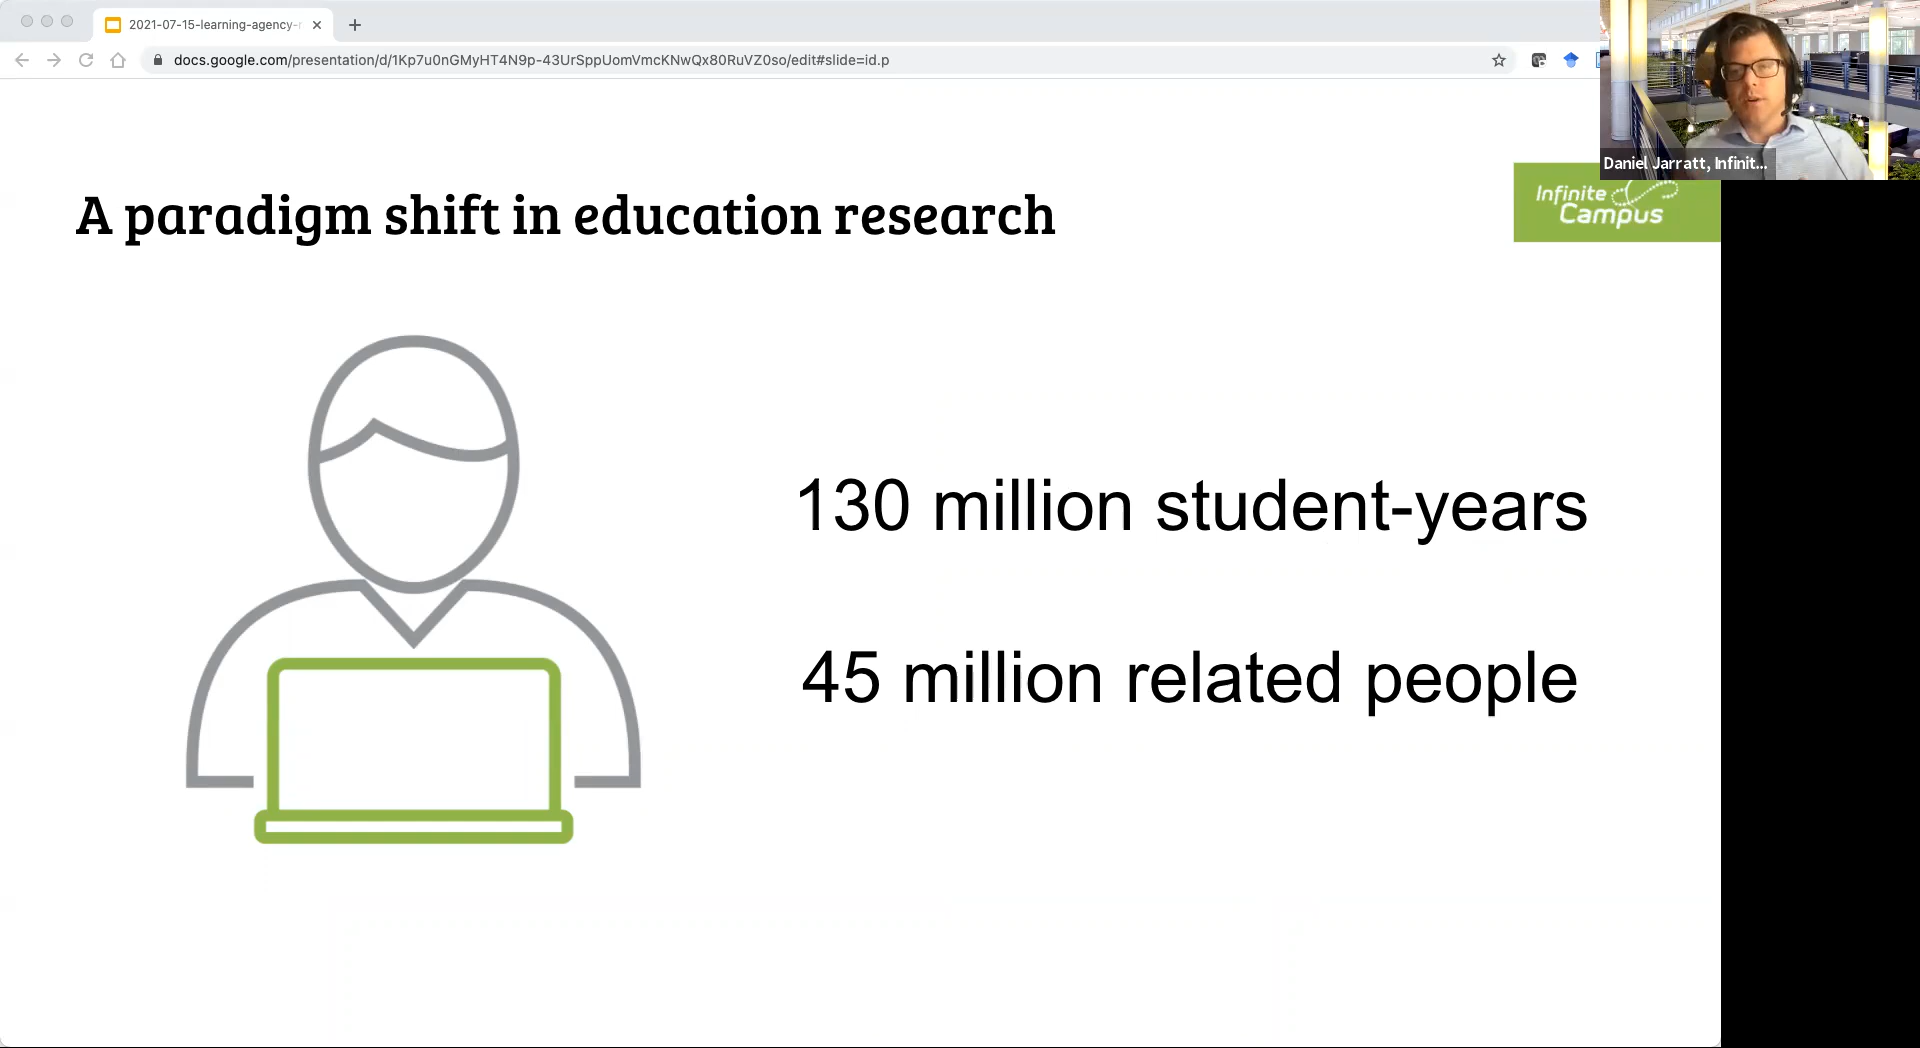 2021-07-15-learning-agency-
docs.google.com/presentation/d/1Kp7u0nGMyHT4N9p-43UrSppUomVmcKNwQx80RuVZ0so/edit#slide=id.p
Daniel Jarratt, Infinit...
A paradigm shift in education research
Infinite
Campus
130 million student-years
45 million related people